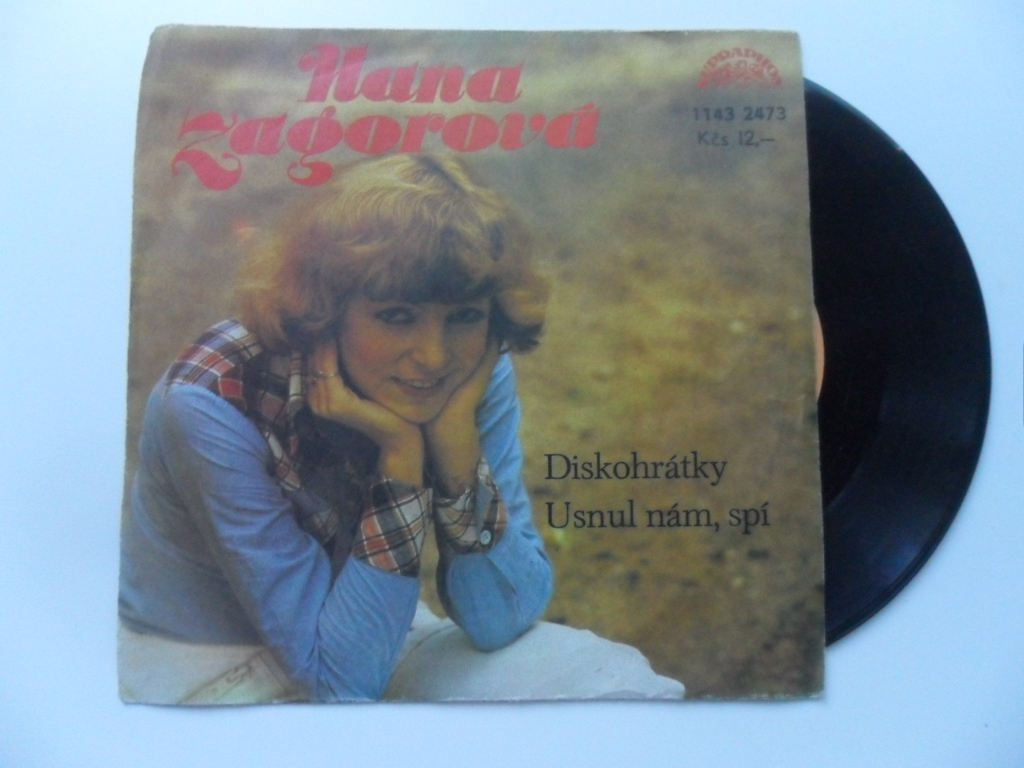 Hana
Zagorová
SUPRAPHON
1143 2473
Kčs 12,—
Diskohrátky
Usnul nám, spí